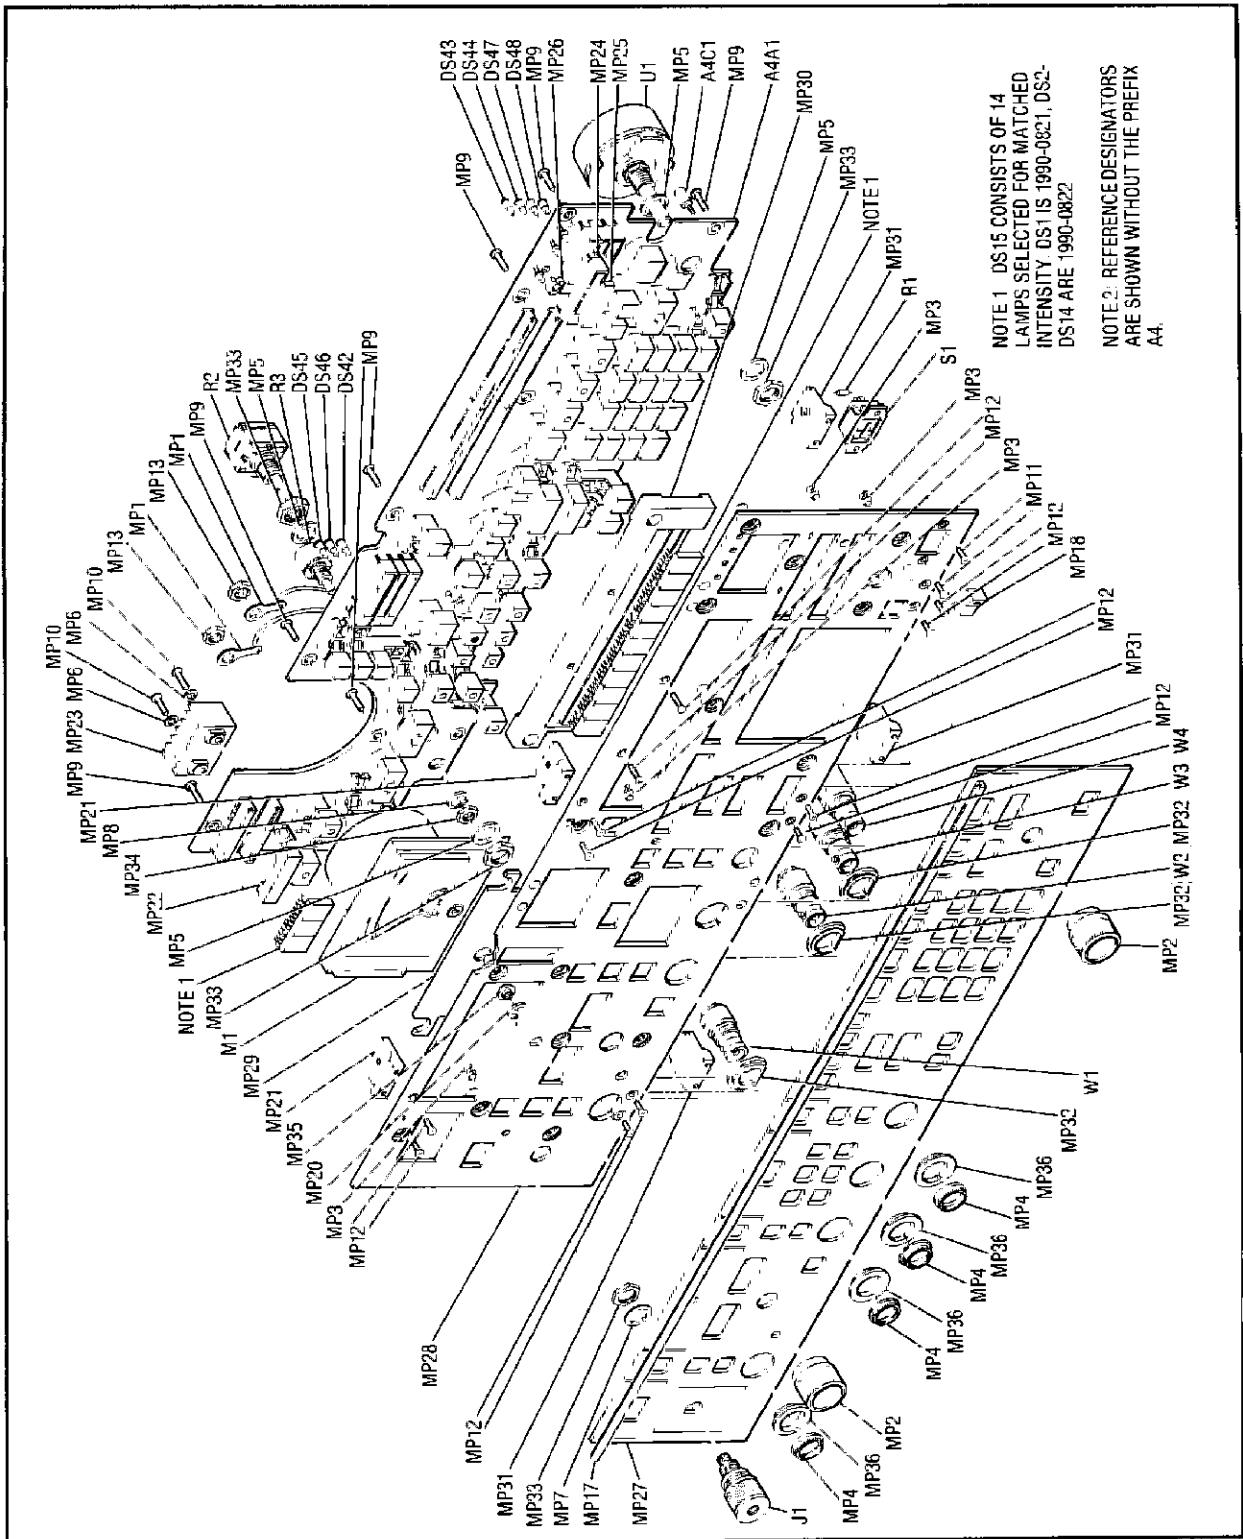 DS43
DS44
DS47
DS48
MP9
MP26
MP24
MP25
U1
MP5
A4C1
MP9
A4A1
MP30
MP5
MP33
NOTE 1
MP31
R1
MP3
S1
MP3
MP12
MP3
MP11
MP12
MP18
MP12
MP31
MP12
W4
W3
MP32
W2
MP32,
MP2
W1
MP32
MP36
MP4
MP36
MP4
MP36
MP4
MP2
MP36
MP4
J1
MP27
MP17
MP7
MP33
MP31
MP12
MP28
MP12
MP3
MP20
MP35
MP21
MP29
M1
MP33
NOTE 1
MP5
MP22
MP34
MP8
MP21
MP9
MP23
MP6
MP10
MP6
MP10
MP13
MP1
MP13
MP1
MP9
R2
MP33
MP5
R3
DS45
DS46
DS42
MP9
MP9
NOTE 1 DS15 CONSISTS OF 14
LAMPS SELECTED FOR MATCHED
INTENSITY. DS1 IS 1990-0821, DS2-
DS14 ARE 1990-0822
NOTE 2: REFERENCE DESIGNATORS
ARE SHOWN WITHOUT THE PREFIX
A4.